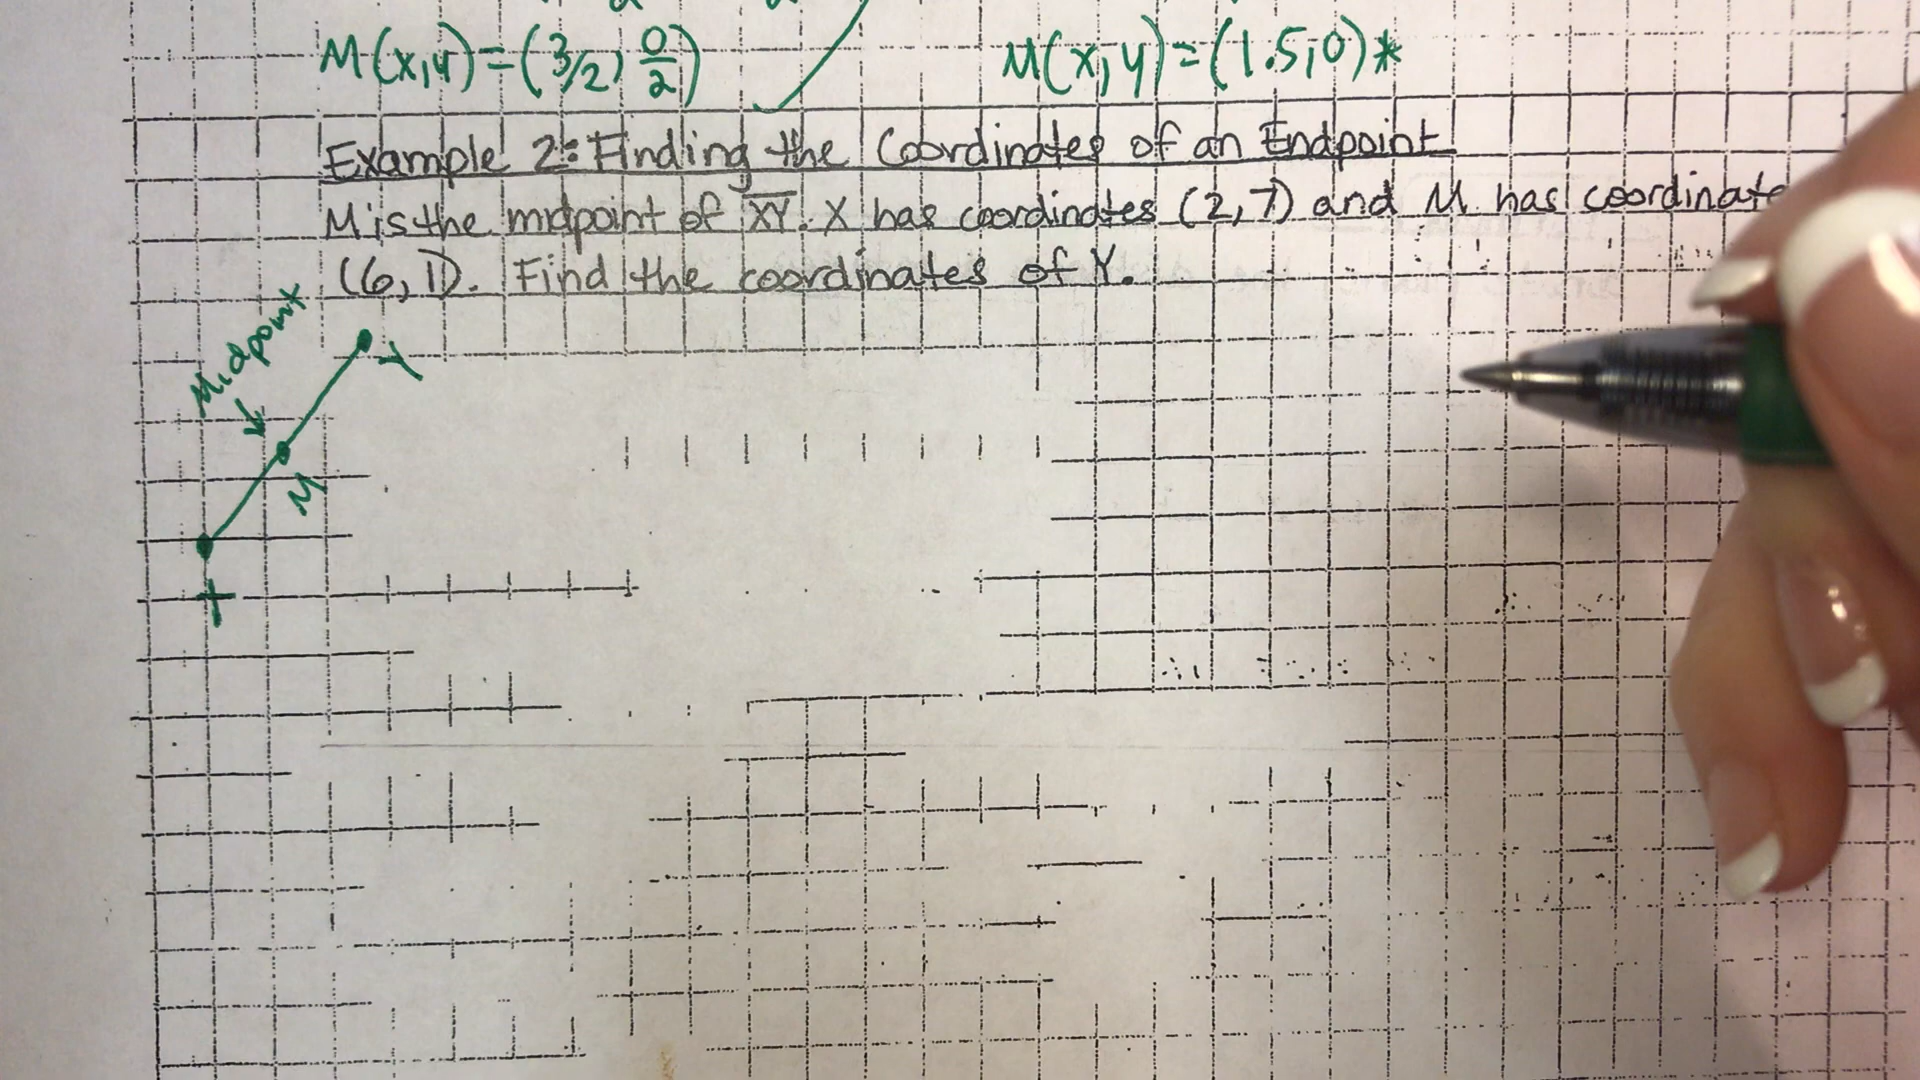 M(x,y)=(3/2, 0/2)
M(x,y)=(1.5,0)*
Example 2: Finding the Coordinates of an Endpoint
M is the midpoint of X̅Y̅. X has coordinates (2,7) and M has coordinate
(6,1). Find the coordinates of Y.
Midpoint
Y
M
X